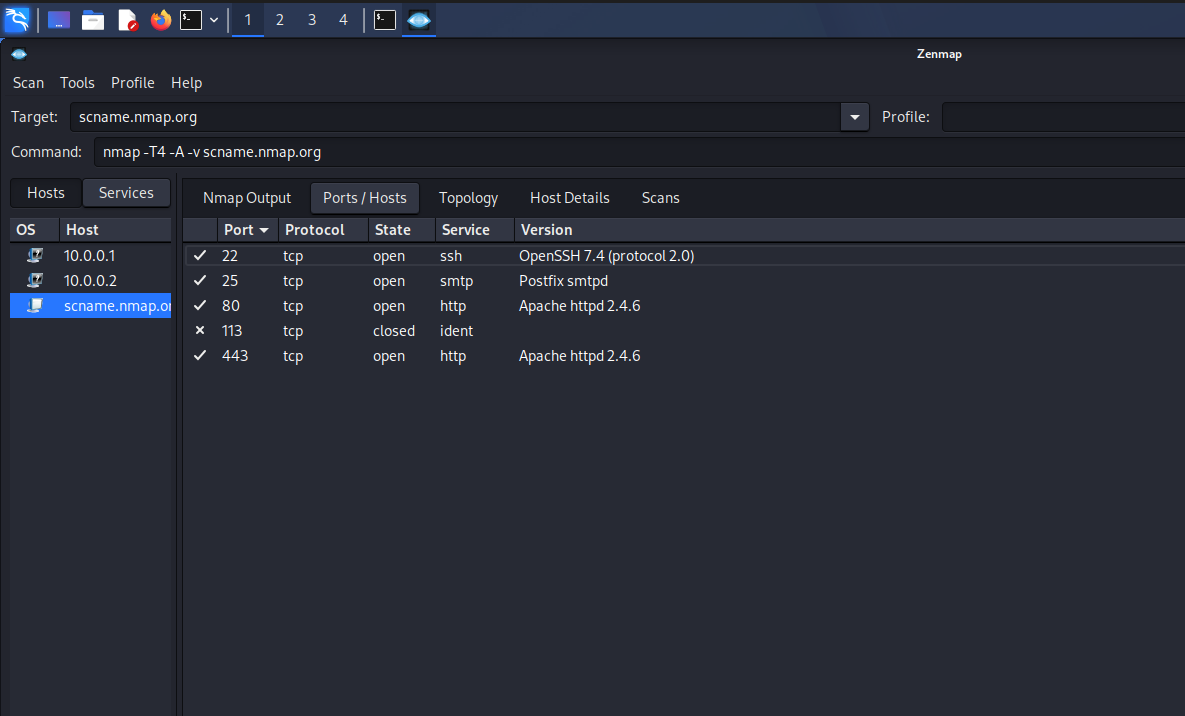 1 2 3 4
Zenmap
Scan Tools Profile Help
Target: scname.nmap.org Profile:
Command: nmap -T4 -A -v scname.nmap.org
Hosts Services
Nmap Output Ports / Hosts Topology Host Details Scans
OS Host
Port Protocol State Service Version
10.0.0.1
22 tcp open ssh OpenSSH 7.4 (protocol 2.0)
10.0.0.2
25 tcp open smtp Postfix smtpd
scname.nmap.or
80 tcp open http Apache httpd 2.4.6
113 tcp closed ident
443 tcp open http Apache httpd 2.4.6